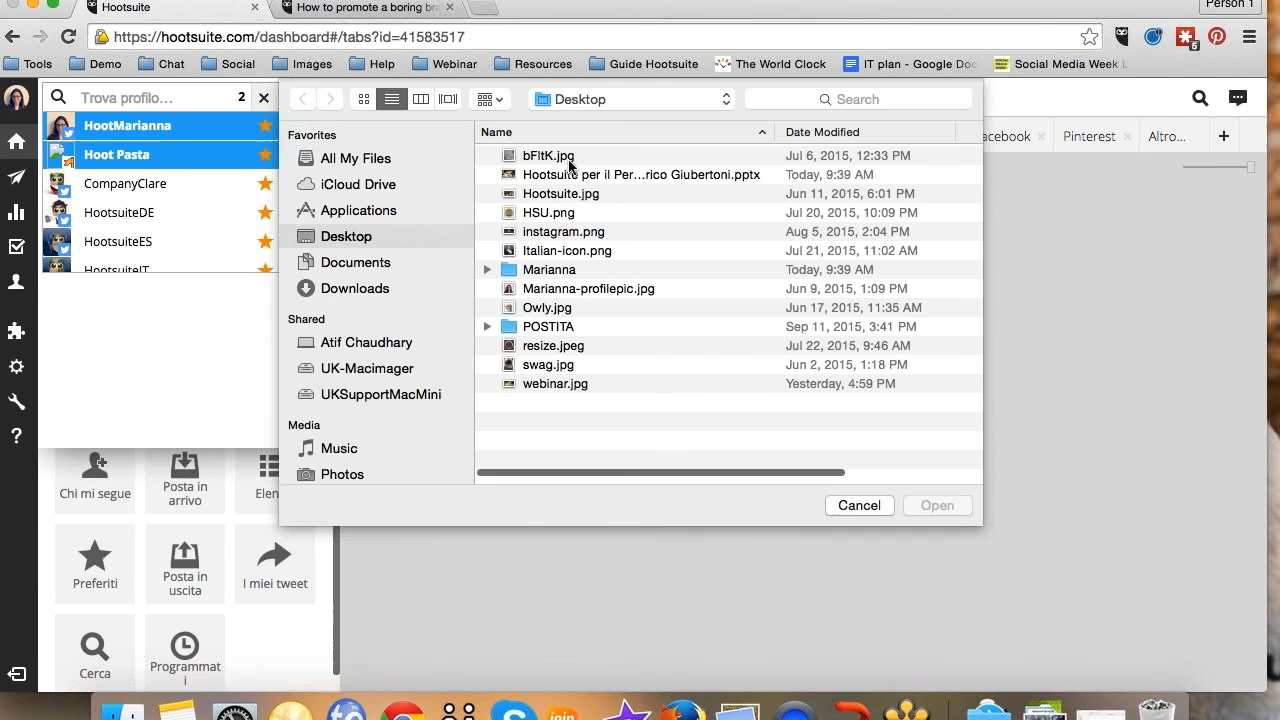 Hootsuite
How to promote a boring bra
Person 1
https://hootsuite.com/dashboard#/tabs?id=41583517
5
Tools
Demo
Chat
Social
Images
Help
Webinar
Resources
Guide Hootsuite
The World Clock
IT plan - Google Doc
Social Media Week L
Trova profilo...
2
HootMarianna
Hoot Pasta
CompanyClare
HootsuiteDE
HootsuiteES
HootsuiteIT
Desktop
Search
acebook
Pinterest
Altro...
Favorites
All My Files
iCloud Drive
Applications
Desktop
Documents
Downloads
Shared
Atif Chaudhary
UK-Macimager
UKSupportMacMini
Media
Music
Photos
Name
Date Modified
bFItK.jpg
Jul 6, 2015, 12:33 PM
Hootsuite per il Per...rico Giubertoni.pptx
Today, 9:39 AM
Hootsuite.jpg
Jun 11, 2015, 6:01 PM
HSU.png
Jul 20, 2015, 10:09 PM
instagram.png
Aug 5, 2015, 2:04 PM
Italian-icon.png
Jul 21, 2015, 11:02 AM
Marianna
Today, 9:39 AM
Marianna-profilepic.jpg
Jun 9, 2015, 1:09 PM
Owly.jpg
Jun 17, 2015, 11:35 AM
POSTITA
Sep 11, 2015, 3:41 PM
resize.jpeg
Jul 22, 2015, 9:46 AM
swag.jpg
Jun 2, 2015, 1:18 PM
webinar.jpg
Yesterday, 4:59 PM
Cancel
Open
Chi mi segue
Posta in
arrivo
Elen
Preferiti
Posta in
uscita
I miei tweet
Cerca
Programmat
i
join